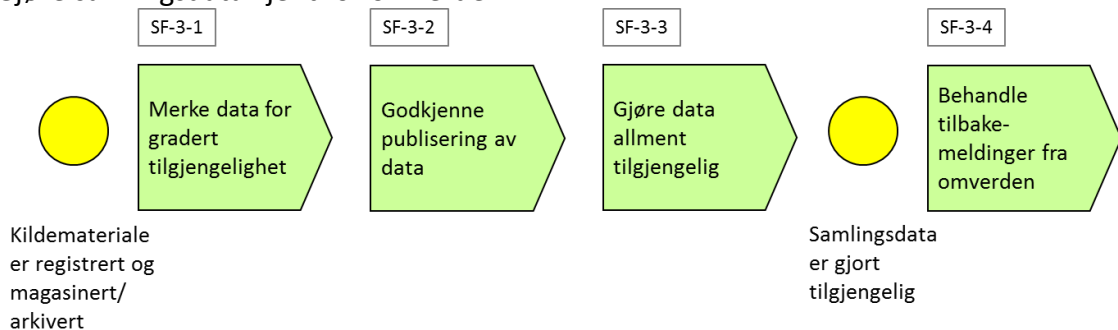 SF-3-1
SF-3-2
SF-3-3
SF-3-4
Merke data for
gradert
tilgjengelighet
Godkjenne
publisering av
data
Gjøre data
allment
tilgjengelig
Behandle
tilbake-
meldinger fra
omverden
Kildemateriale
er registrert og
magasinert/
arkivert
Samlingsdata
er gjort
tilgjengelig